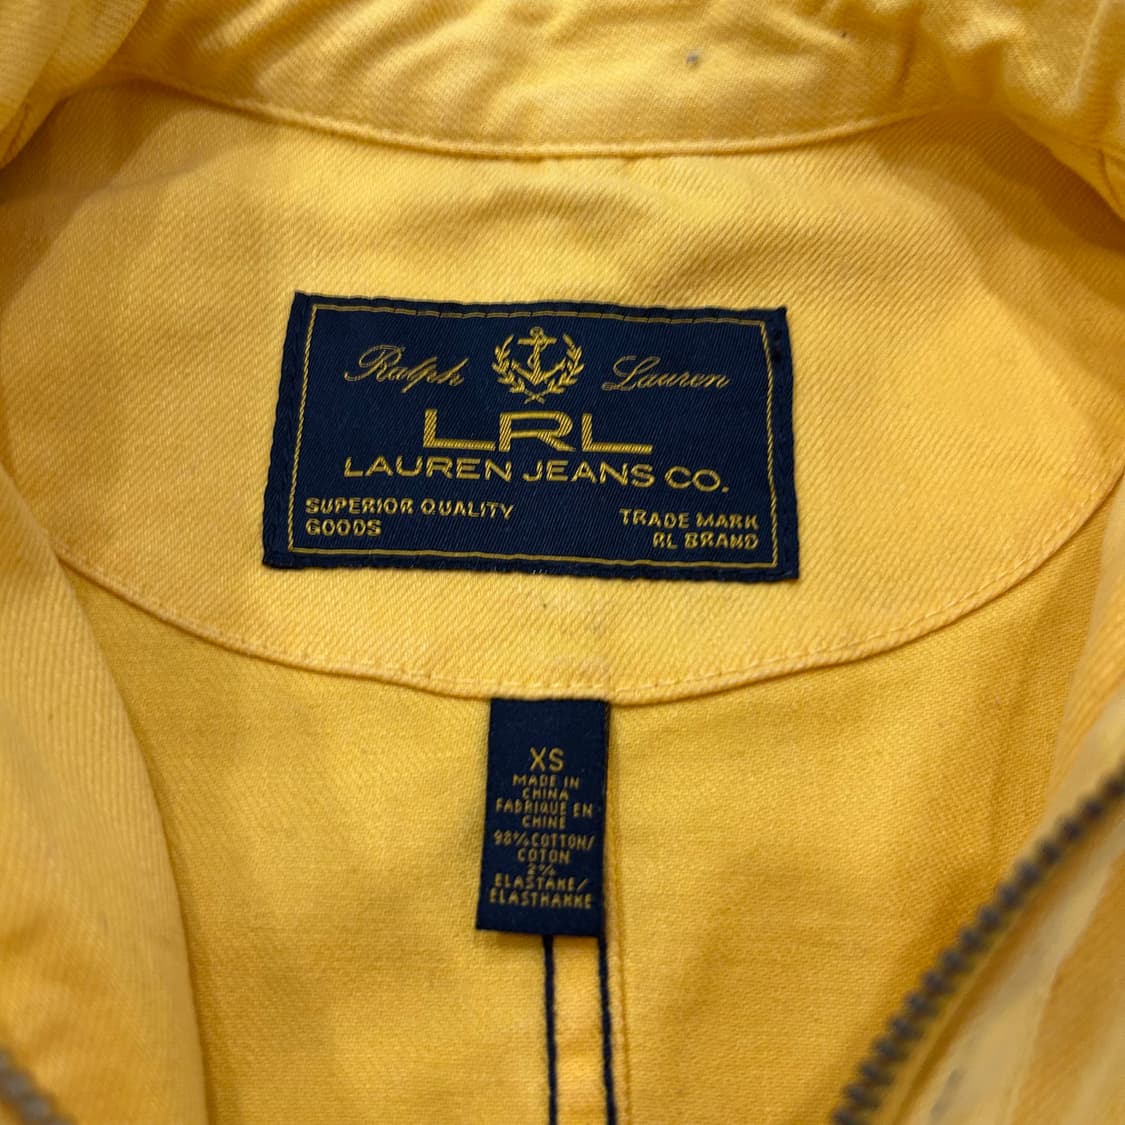 Ralph Lauren
LRL
LAUREN JEANS CO.
SUPERIOR QUALITY
GOODS
TRADE MARK
RL BRAND
XS
MADE IN
CHINA
FABRIQUE EN
CHINE
98% COTTON/
COTON
2%
ELASTANE/
ELASTHANNE